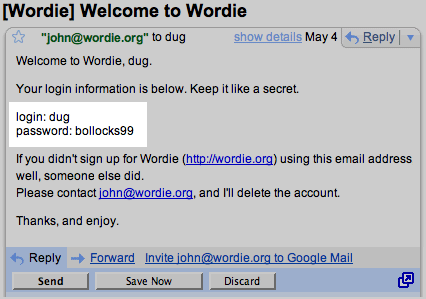 [Wordie] Welcome to Wordie
"john@wordie.org" to dug show details May 4 Reply
Welcome to Wordie, dug.
Your login information is below. Keep it like a secret.
login: dug
password: bollocks99
If you didn't sign up for Wordie (http://wordie.org) using this email address
well, someone else did.
Please contact john@wordie.org, and I'll delete the account.
Thanks, and enjoy.
Reply Forward Invite john@wordie.org to Google Mail
Send Save Now Discard